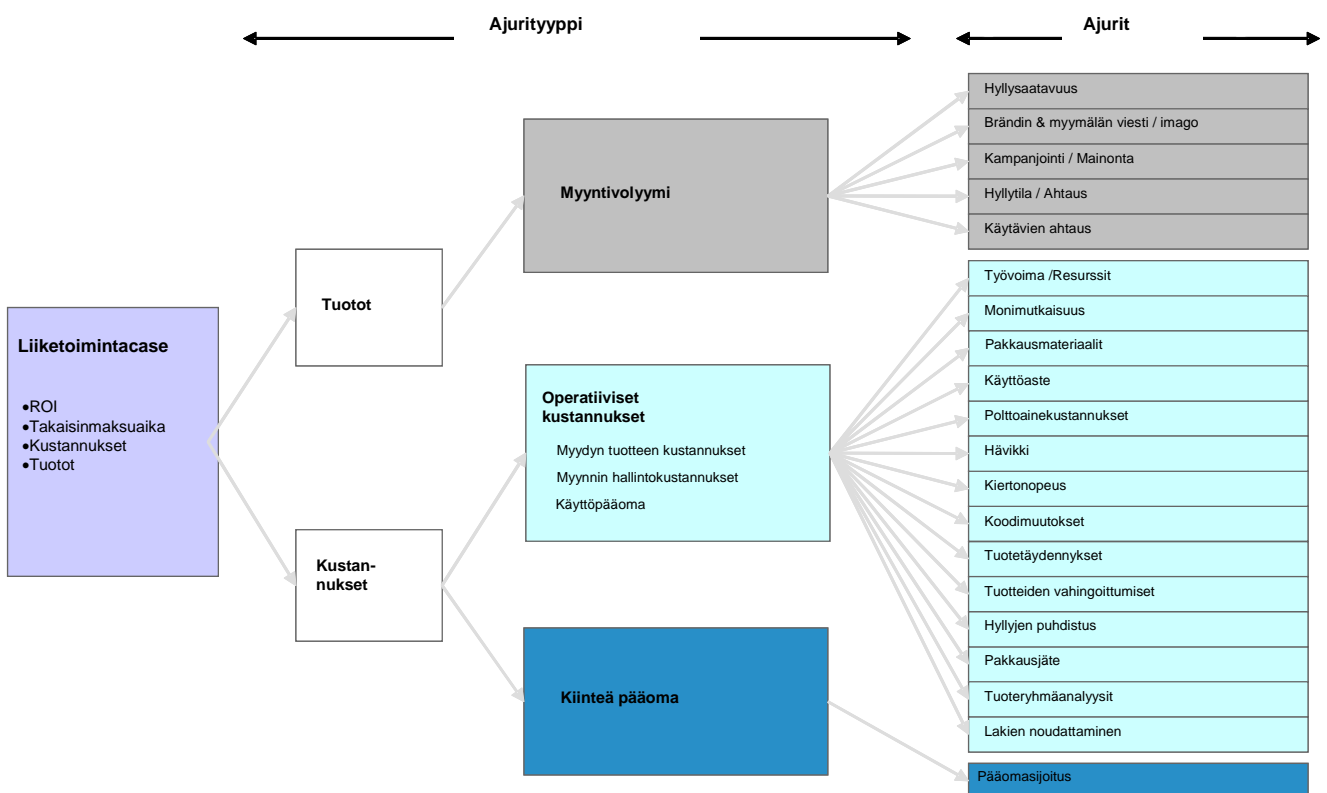 Ajurityyppi
Ajurit
Liiketoimintacase
•ROI
•Takaisinmaksuaika
•Kustannukset
•Tuotot
Tuotot
Kustan-
nukset
Myyntivolyymi
Operatiiviset
kustannukset
Myydyn tuotteen kustannukset
Myynnin hallintokustannukset
Käyttöpääoma
Kiinteä pääoma
Hyllysaatavuus
Brändin & myymälän viesti / imago
Kampanjointi / Mainonta
Hyllytila / Ahtaus
Käytävien ahtaus
Työvoima /Resurssit
Monimutkaisuus
Pakkausmateriaalit
Käyttöaste
Polttoainekustannukset
Hävikki
Kiertonopeus
Koodimuutokset
Tuotetäydennykset
Tuotteiden vahingoittumiset
Hyllyjen puhdistus
Pakkausjäte
Tuoteryhmäanalyysit
Lakien noudattaminen
Pääomasijoitus